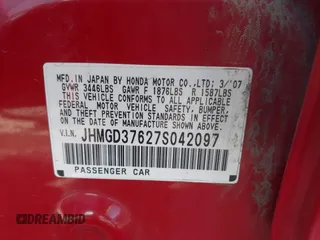 MFD. IN JAPAN BY HONDA MOTOR CO.,LTD; 3/'07
GVWR 3446LBS GAWR F 1876LBS R 1587LBS
THIS VEHICLE CONFORMS TO ALL APPLICABLE
FEDERAL MOTOR VEHICLE SAFETY, BUMPER,
AND THEFT PREVENTION STANDARDS IN EFFECT
ON THE DATE OF MANUFACTURE SHOWN ABOVE.
V.I.N. JHMGD37627S042097
PASSENGER CAR
DREAMBID